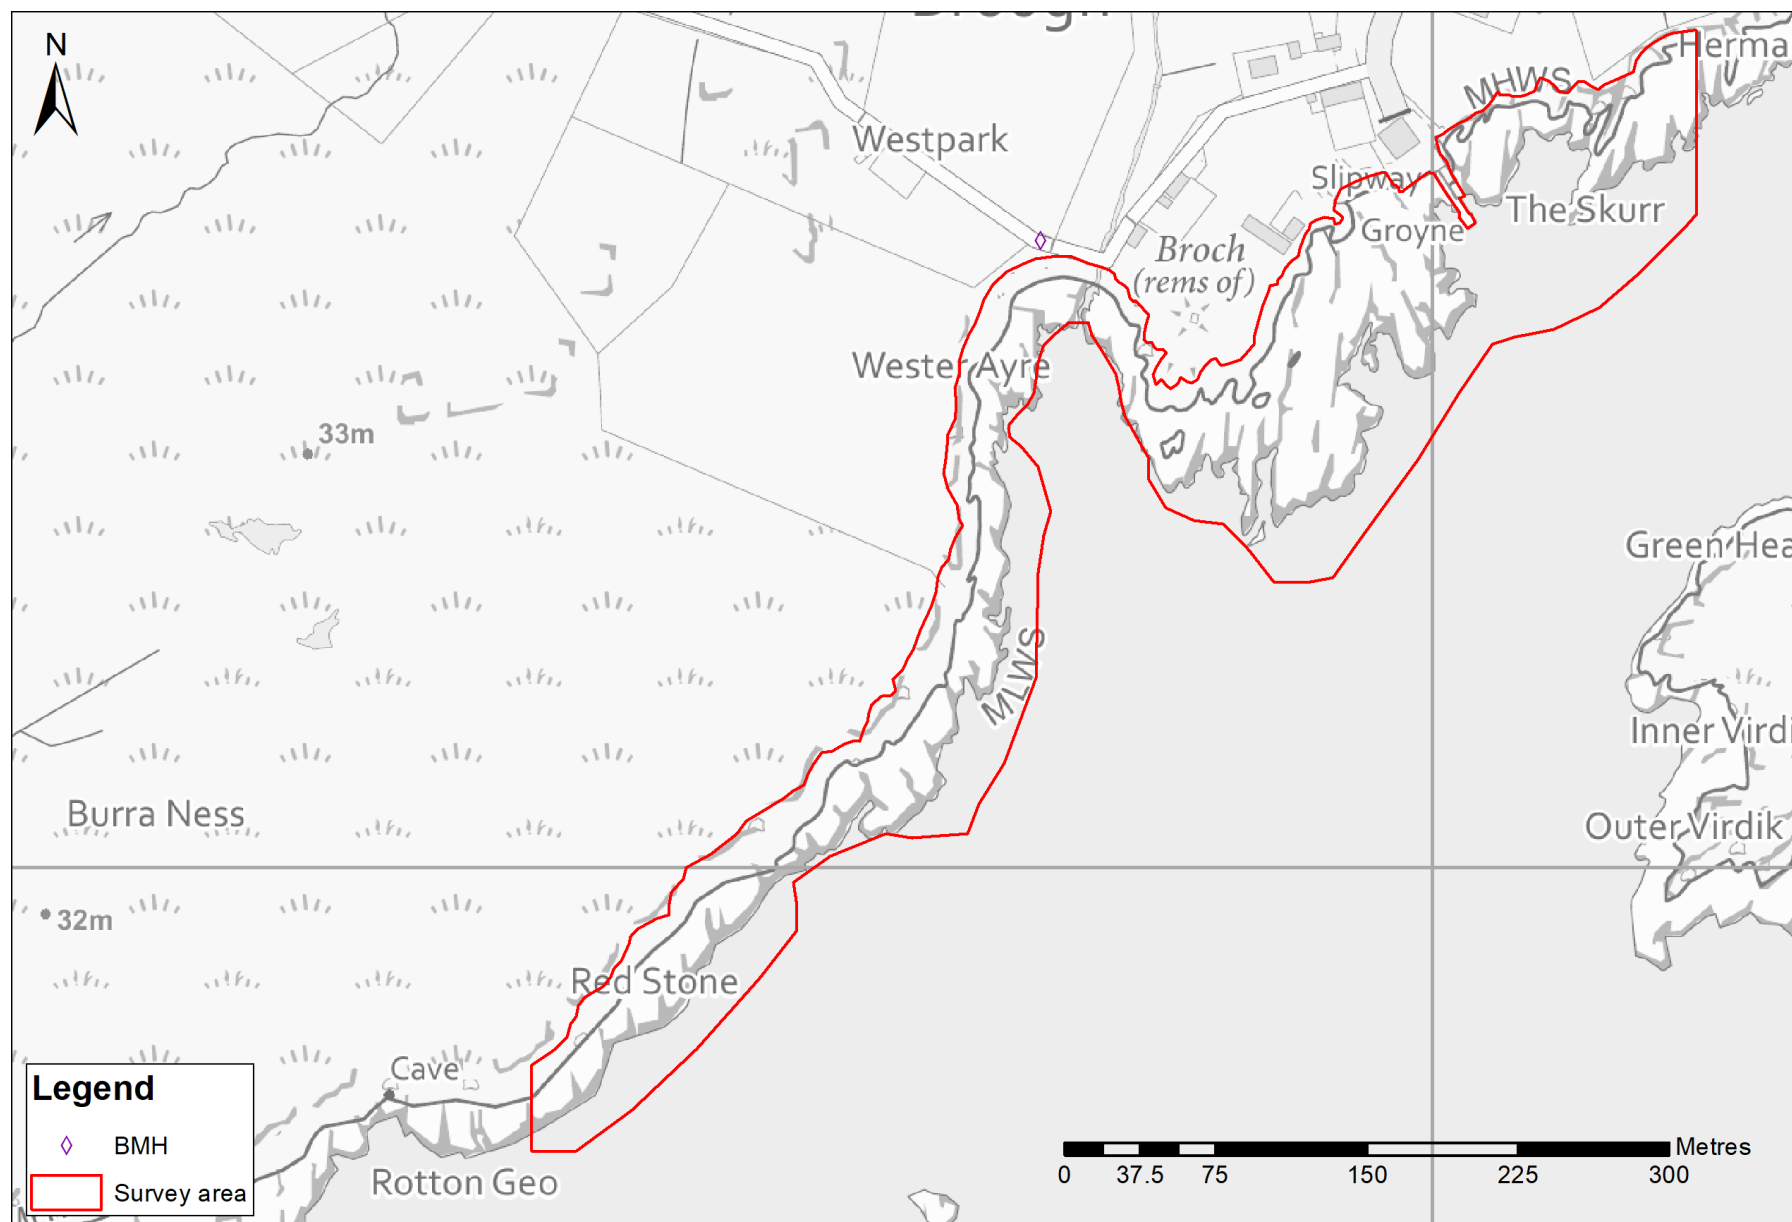 N
Herma
MHWS
Westpark
Slipway
The Skurr
Groyne
Broch
(rems of)
Wester Ayre
33m
Green Hea
MLWS
Inner Virdi
Burra Ness
Outer Virdik
32m
Red Stone
Cave
Rotton Geo
Legend
BMH
Survey area
Metres
0 37.5 75 150 225 300